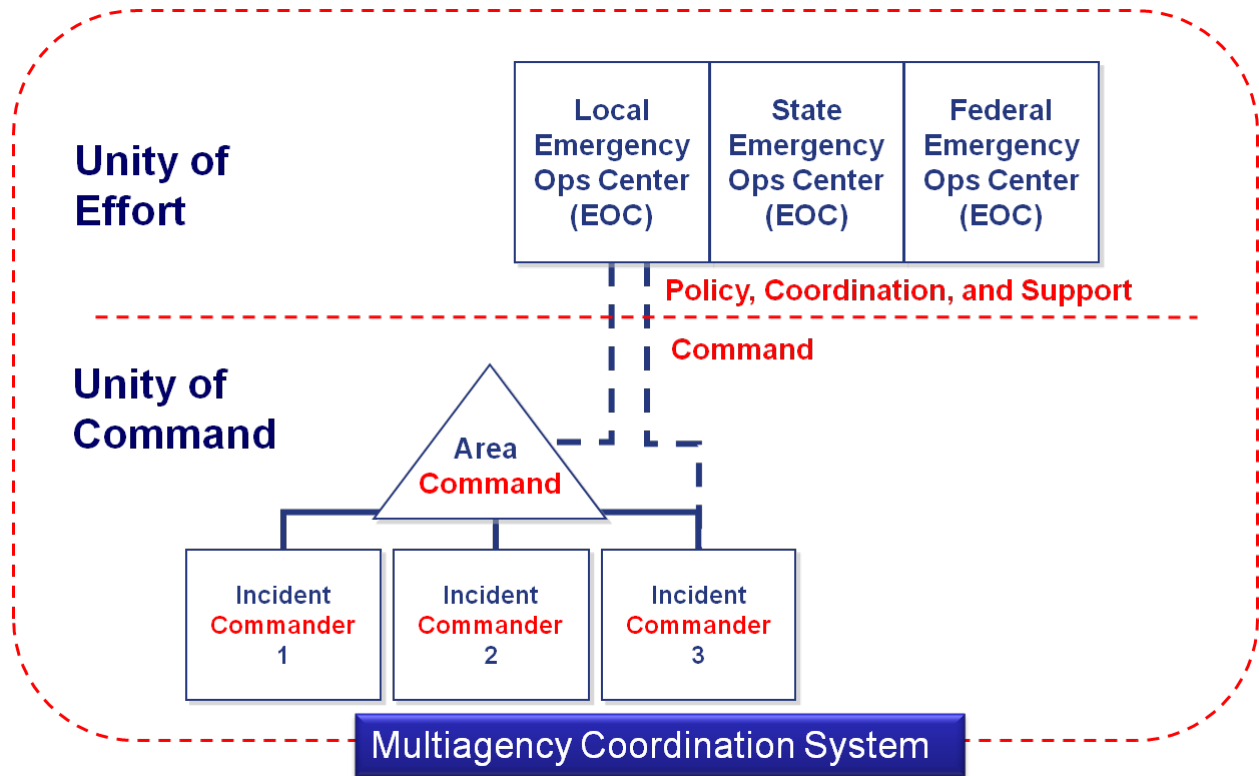 Unity of
Effort
Local
Emergency
Ops Center
(EOC)
State
Emergency
Ops Center
(EOC)
Federal
Emergency
Ops Center
(EOC)
Policy, Coordination, and Support
Command
Unity of
Command
Area
Command
Incident
Commander
1
Incident
Commander
2
Incident
Commander
3
Multiagency Coordination System